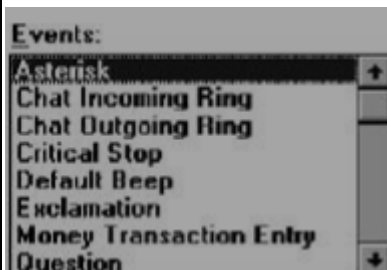 Events:
Asterisk
Chat Incoming Ring
Chat Outgoing Ring
Critical Stop
Default Beep
Exclamation
Money Transaction Entry
Question